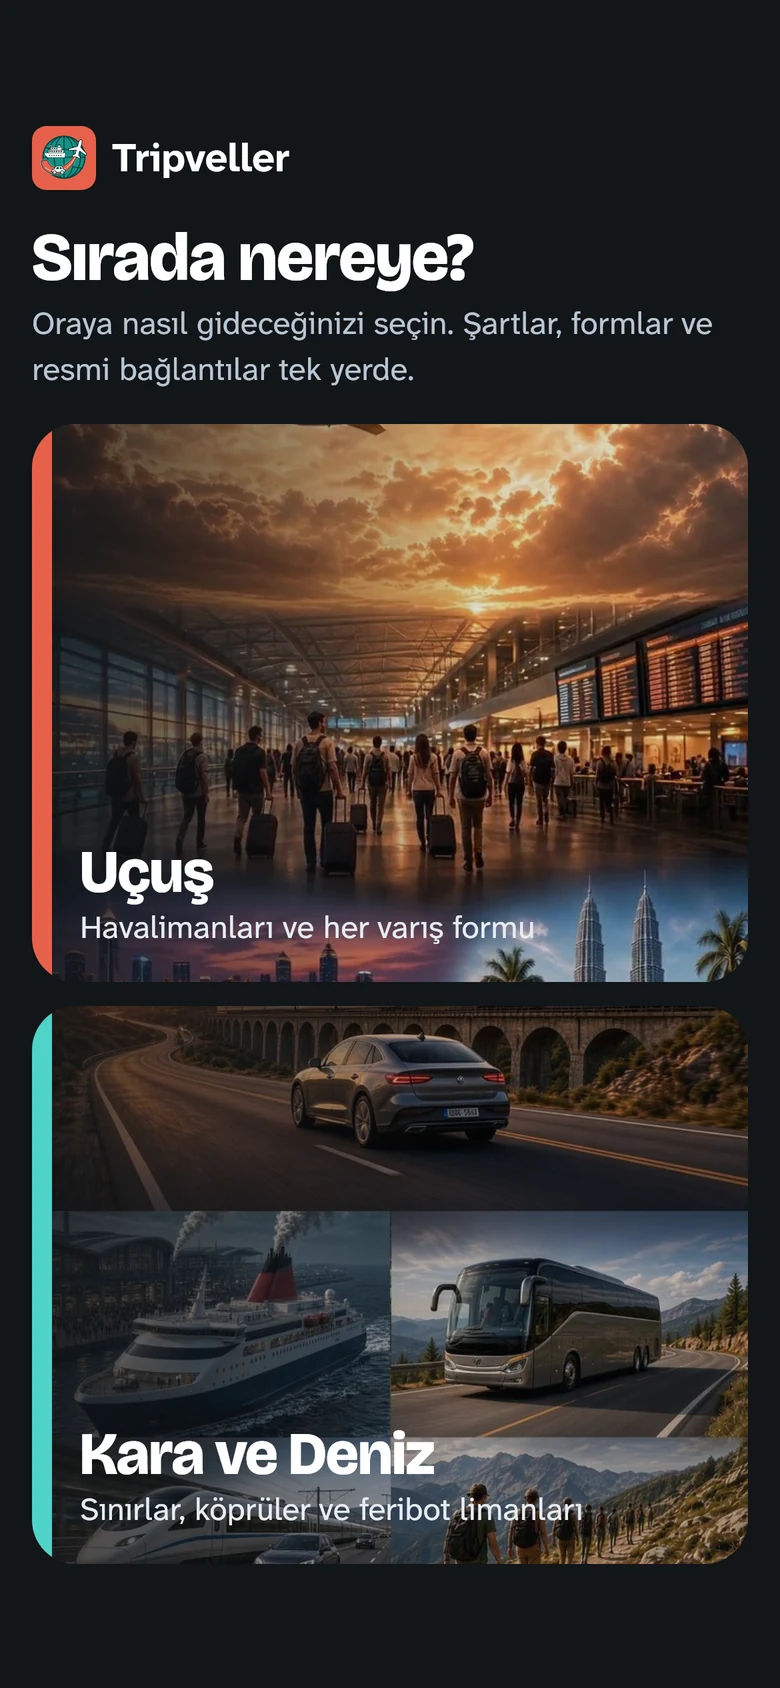 Tripveller
Sırada nereye?
Oraya nasıl gideceğinizi seçin. Şartlar, formlar ve
resmi bağlantılar tek yerde.
Uçuş
Havalimanları ve her varış formu
Kara ve Deniz
Sınırlar, köprüler ve feribot limanları